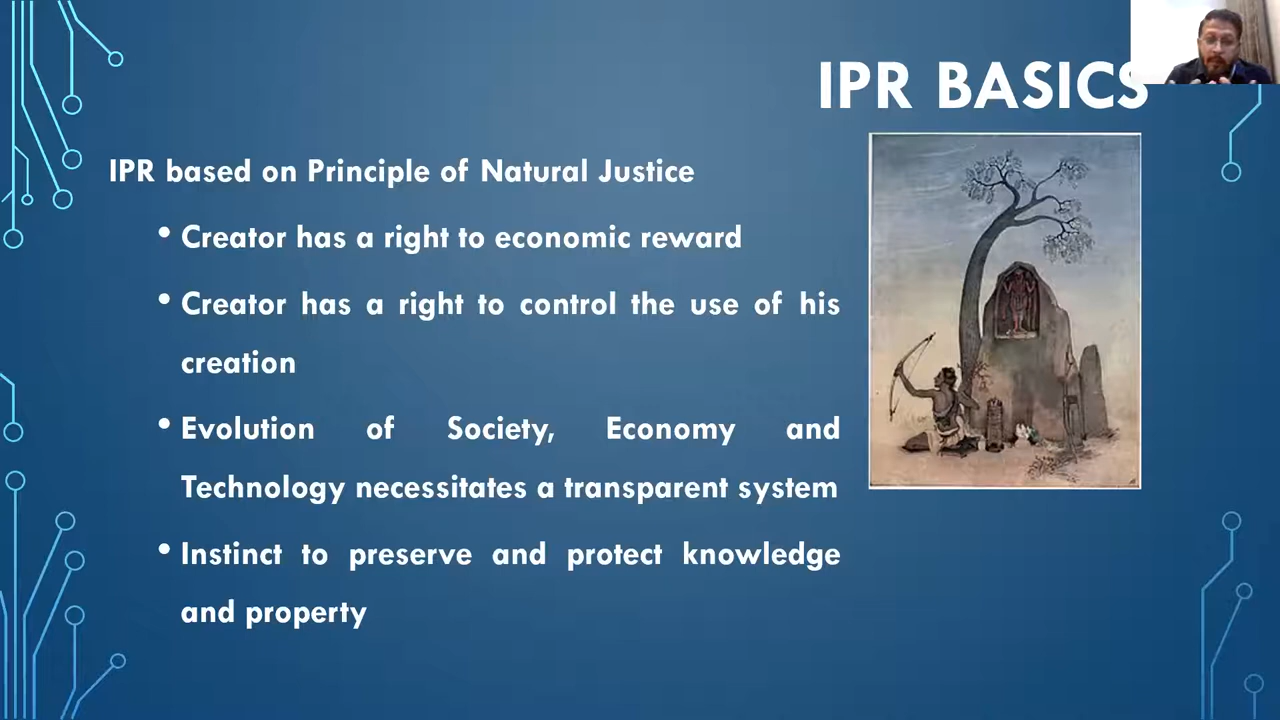 IPR BASICS
IPR based on Principle of Natural Justice
• Creator has a right to economic reward
• Creator has a right to control the use of his
creation
• Evolution of Society, Economy and
Technology necessitates a transparent system
• Instinct to preserve and protect knowledge
and property